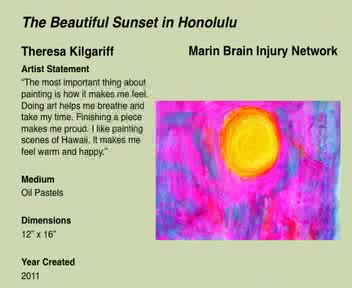 The Beautiful Sunset in Honolulu
Theresa Kilgariff
Marin Brain Injury Network
Artist Statement
“The most important thing about
painting is how it makes me feel.
Doing art helps me breathe and
take my time. Finishing a piece
makes me proud. I like painting
scenes of Hawaii. It makes me
feel warm and happy.”
Medium
Oil Pastels
Dimensions
12” x 16”
Year Created
2011